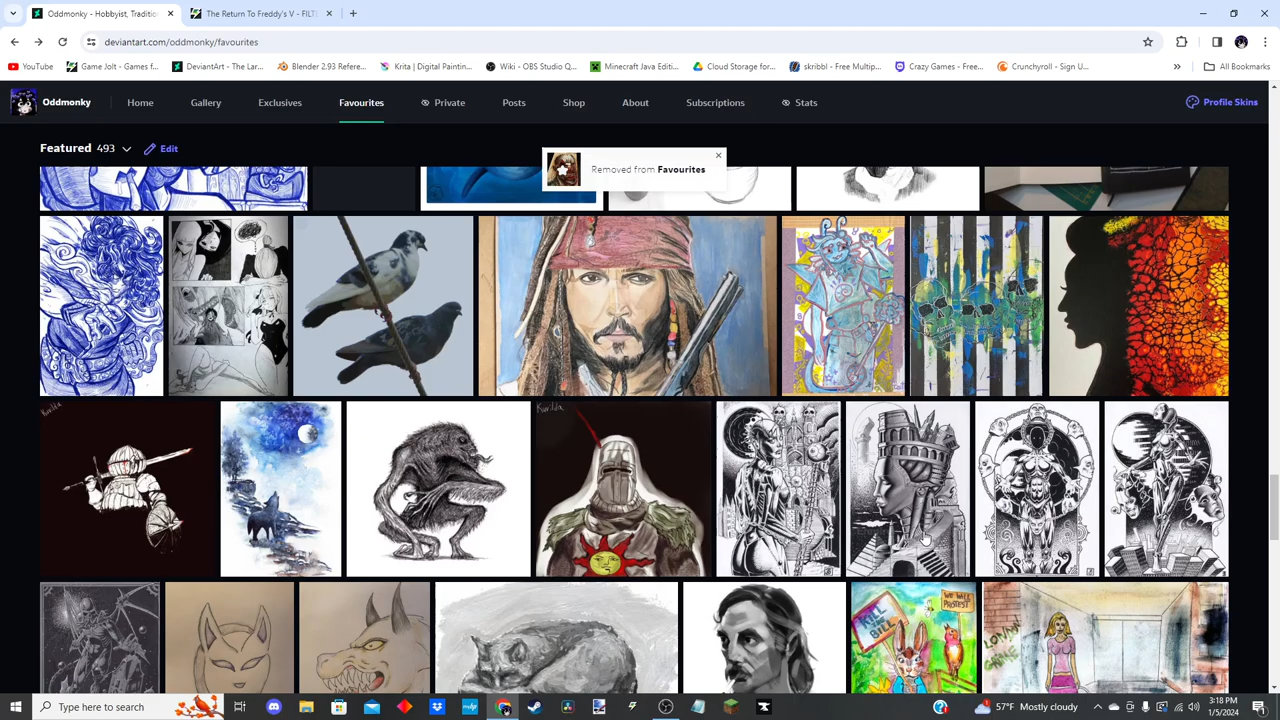 Oddmonky - Hobbyist, Traditio
The Return To Freddy's V - FILT
deviantart.com/oddmonky/favourites
YouTube
Game Jolt - Games f...
DeviantArt - The Lar...
Blender 2.93 Refere...
Krita | Digital Paintin...
Wiki - OBS Studio Q...
Minecraft Java Editi...
Cloud Storage for...
skribbl - Free Multip...
Crazy Games - Free...
Crunchyroll - Sign U...
All Bookmarks
Oddmonky
Home
Gallery
Exclusives
Favourites
Private
Posts
Shop
About
Subscriptions
Stats
Profile Skins
Featured 493
Edit
Removed from Favourites
KILL BILL
WE WILL PROTEST
Type here to search
57°F Mostly cloudy
3:18 PM
1/5/2024